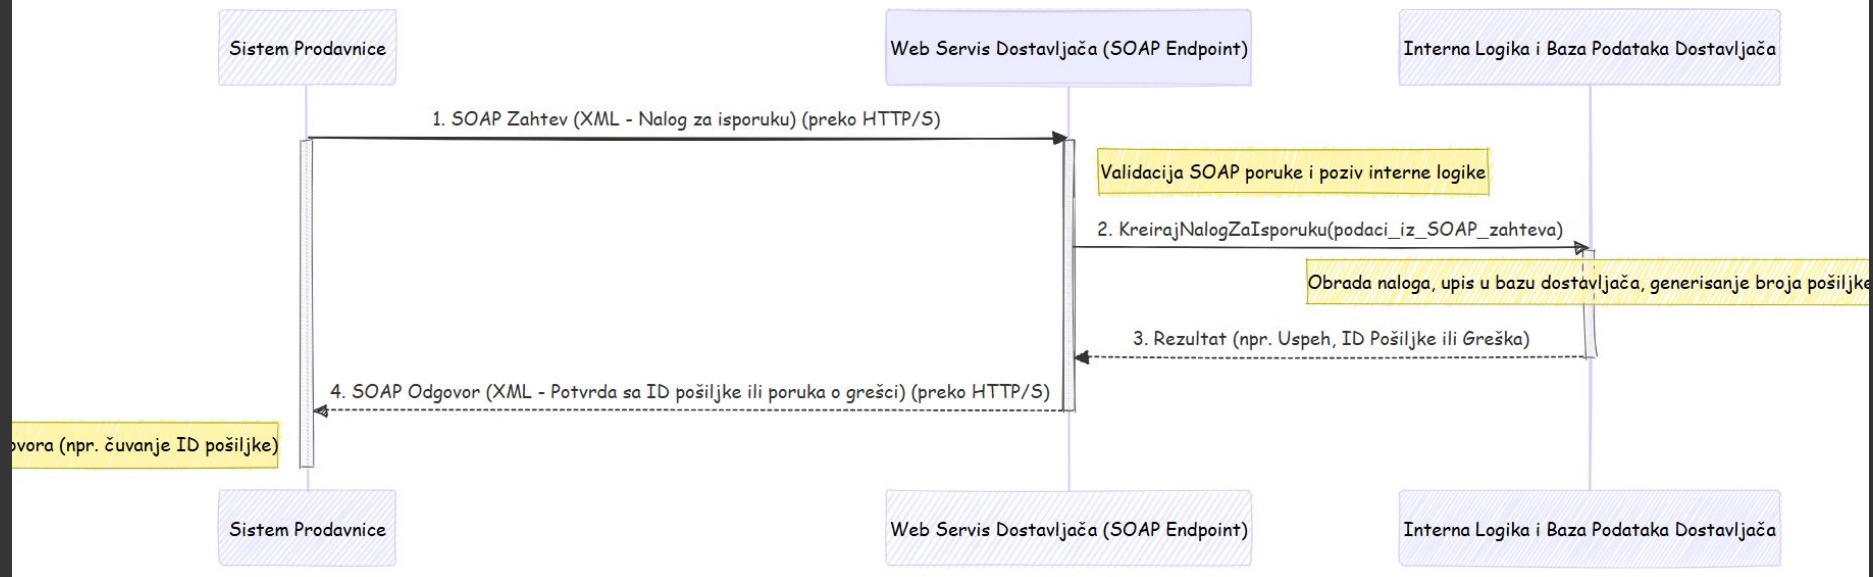 Sistem Prodavnice
Web Servis Dostavljača (SOAP Endpoint)
Interna Logika i Baza Podataka Dostavljača
1. SOAP Zahtev (XML - Nalog za isporuku) (preko HTTP/S)
Validacija SOAP poruke i poziv interne logike
2. KreirajNalogZaIsporuku(podaci_iz_SOAP_zahteva)
Obrada naloga, upis u bazu dostavljača, generisanje broja pošiljke
3. Rezultat (npr. Uspeh, ID Pošiljke ili Greška)
4. SOAP Odgovor (XML - Potvrda sa ID pošiljke ili poruka o grešci) (preko HTTP/S)
ovora (npr. čuvanje ID pošiljke)
Sistem Prodavnice
Web Servis Dostavljača (SOAP Endpoint)
Interna Logika i Baza Podataka Dostavljača